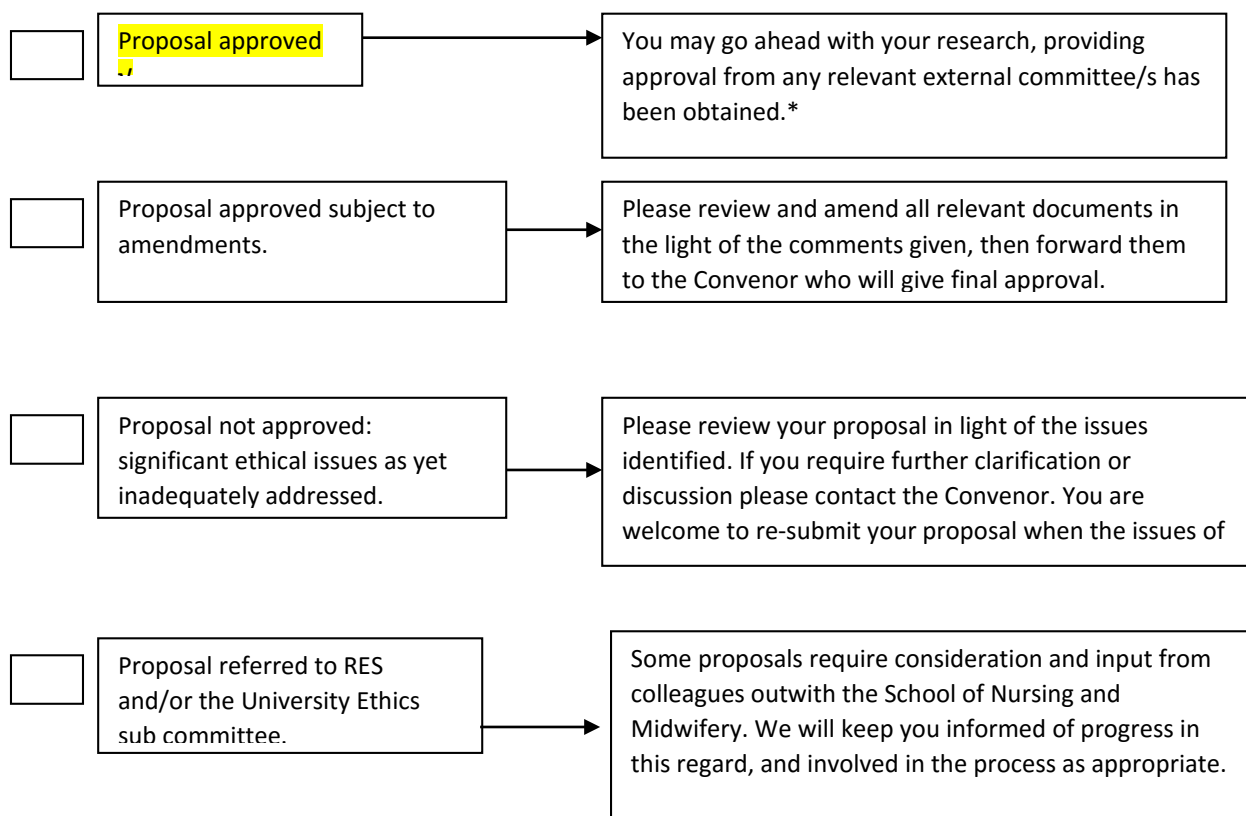 Proposal approved
You may go ahead with your research, providing
approval from any relevant external committee/s has
been obtained.*
Proposal approved subject to
amendments.
Please review and amend all relevant documents in
the light of the comments given, then forward them
to the Convenor who will give final approval.
Proposal not approved:
significant ethical issues as yet
inadequately addressed.
Please review your proposal in light of the issues
identified. If you require further clarification or
discussion please contact the Convenor. You are
welcome to re-submit your proposal when the issues of
Proposal referred to RES
and/or the University Ethics
sub committee.
Some proposals require consideration and input from
colleagues outwith the School of Nursing and
Midwifery. We will keep you informed of progress in
this regard, and involved in the process as appropriate.